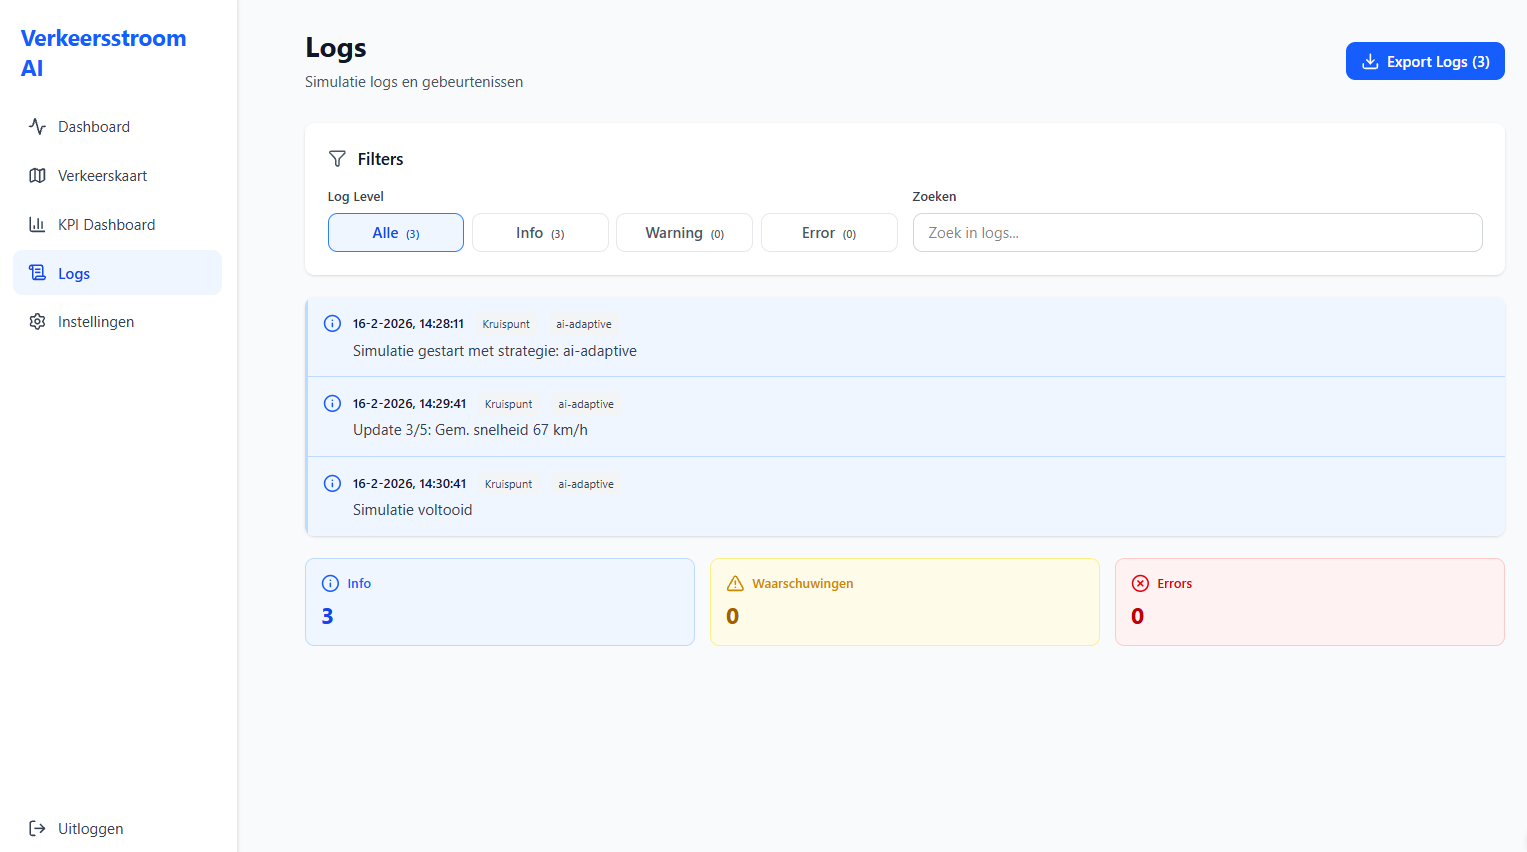 Verkeersstroom
AI
Dashboard
Verkeerskaart
KPI Dashboard
Logs
Instellingen
Uitloggen
Logs
Simulatie logs en gebeurtenissen
Export Logs (3)
Filters
Log Level
Alle (3)
Info (3)
Warning (0)
Error (0)
Zoeken
Zoek in logs...
16-2-2026, 14:28:11 Kruispunt ai-adaptive
Simulatie gestart met strategie: ai-adaptive
16-2-2026, 14:29:41 Kruispunt ai-adaptive
Update 3/5: Gem. snelheid 67 km/h
16-2-2026, 14:30:41 Kruispunt ai-adaptive
Simulatie voltooid
Info
3
Waarschuwingen
0
Errors
0